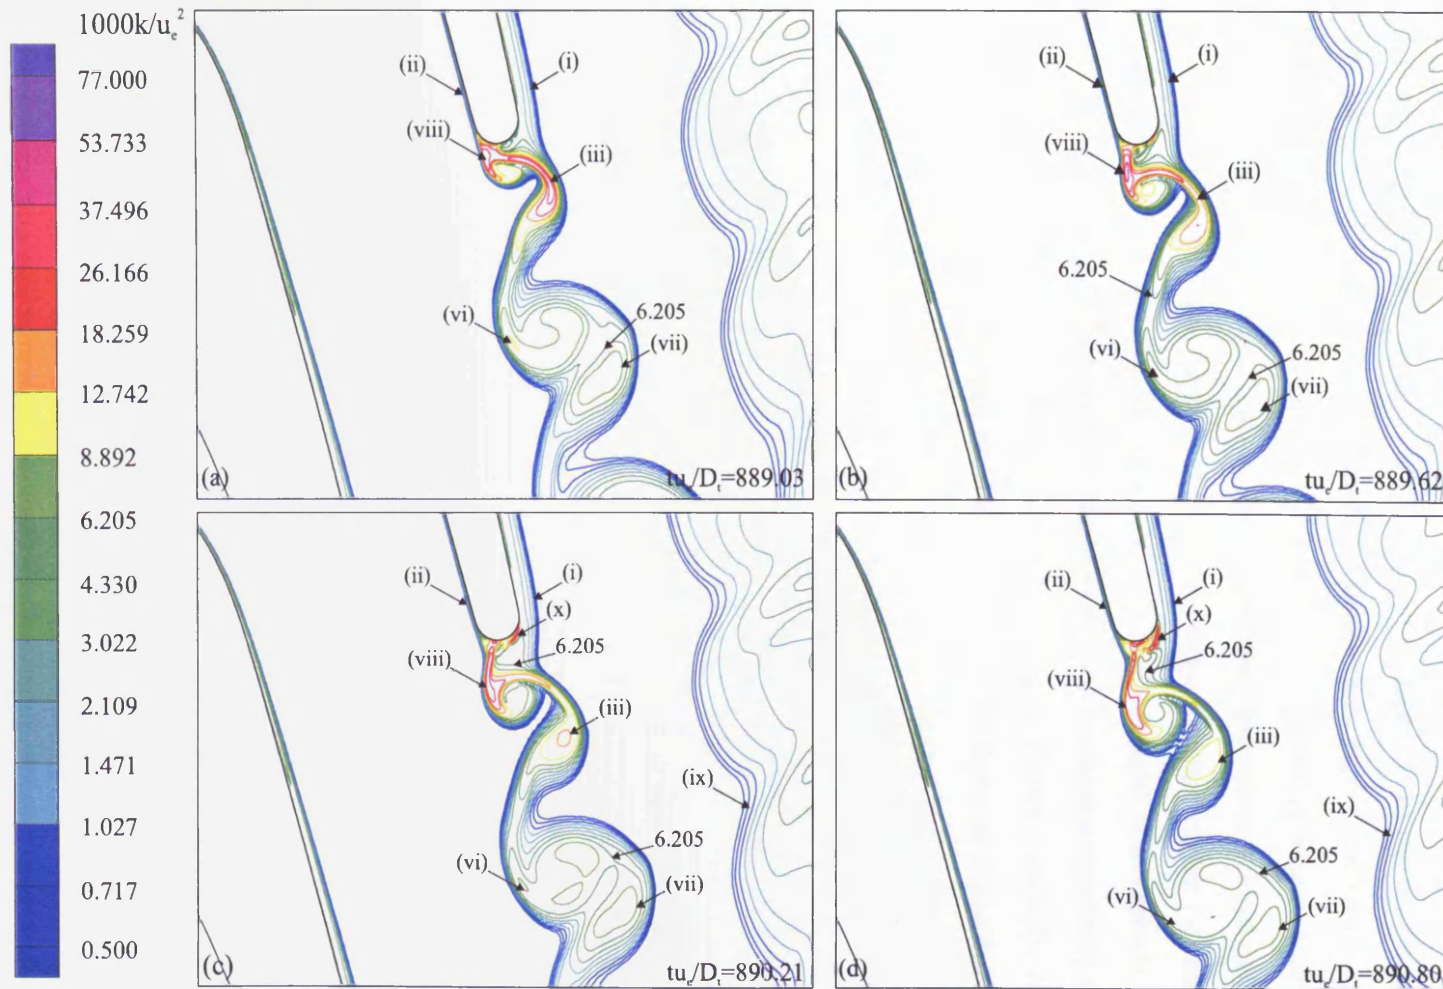 1000k/u_e^2
77.000
53.733
37.496
26.166
18.259
12.742
8.892
6.205
4.330
3.022
2.109
1.471
1.027
0.717
0.500
(ii)
(i)
(viii)
(iii)
(vi)
6.205
(vii)
(a)
tu_e/D_t=889.03
(ii)
(i)
(viii)
(iii)
6.205
(vi)
6.205
(vii)
(b)
tu_e/D_t=889.62
(ii)
(i)
(x)
6.205
(viii)
(iii)
(ix)
6.205
(vi)
(vii)
(c)
tu_e/D_t=890.21
(ii)
(i)
(x)
6.205
(viii)
(iii)
(ix)
6.205
(vi)
(vii)
(d)
tu_e/D_t=890.80